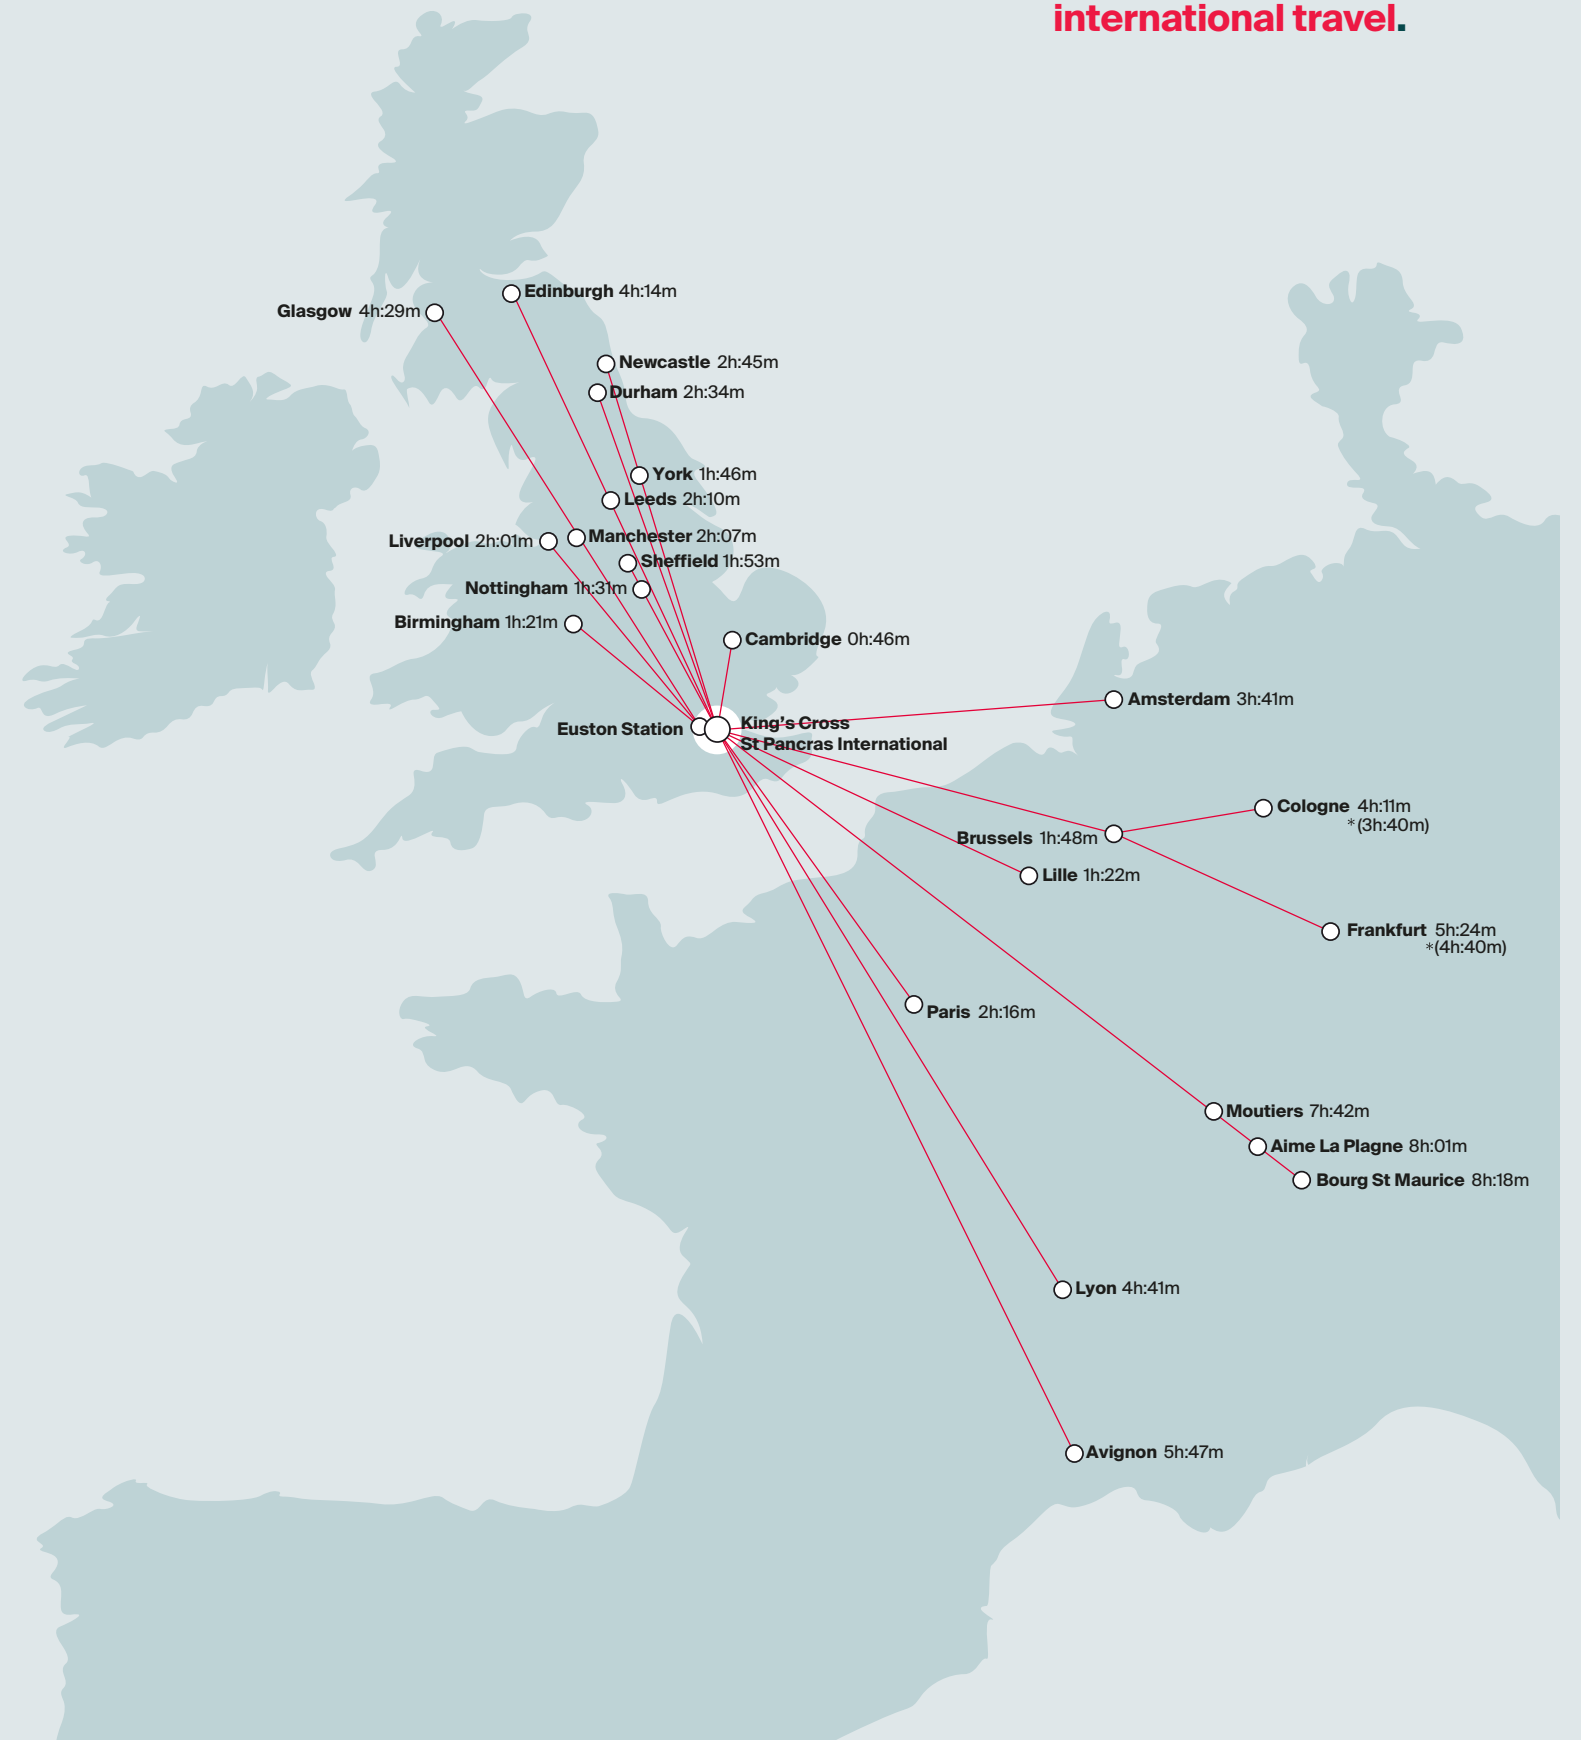 international travel.
Edinburgh 4h:14m
Glasgow 4h:29m
Newcastle 2h:45m
Durham 2h:34m
York 1h:46m
Leeds 2h:10m
Manchester 2h:07m
Liverpool 2h:01m
Sheffield 1h:53m
Nottingham 1h:31m
Birmingham 1h:21m
Cambridge 0h:46m
Amsterdam 3h:41m
Euston Station
King's Cross
St Pancras International
Cologne 4h:11m
*(3h:40m)
Brussels 1h:48m
Lille 1h:22m
Frankfurt 5h:24m
*(4h:40m)
Paris 2h:16m
Moutiers 7h:42m
Aime La Plagne 8h:01m
Bourg St Maurice 8h:18m
Lyon 4h:41m
Avignon 5h:47m